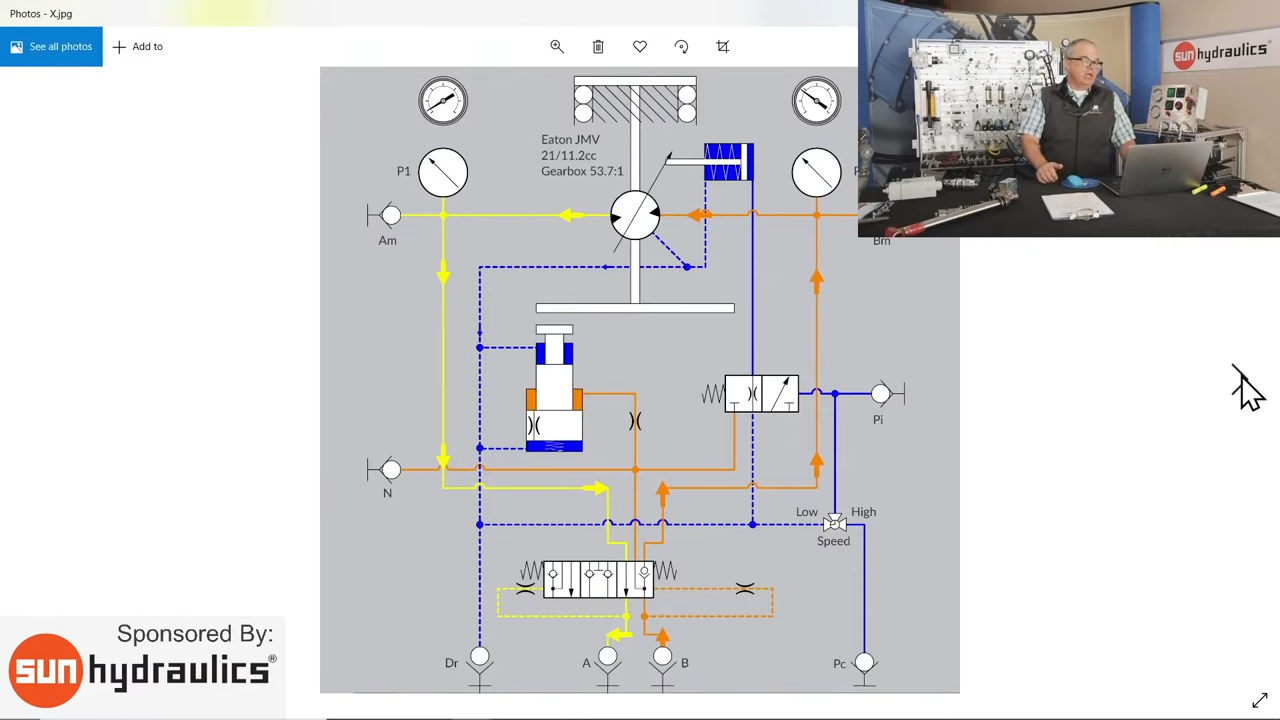 Photos - X.jpg
See all photos
Add to
Eaton JMV
21/11.2cc
Gearbox 53.7:1
P1
P
Am
Bm
sun hydraulics®
Pi
N
Low High
Speed
Dr
A
B
Pc
Sponsored By:
sun hydraulics®
DELL